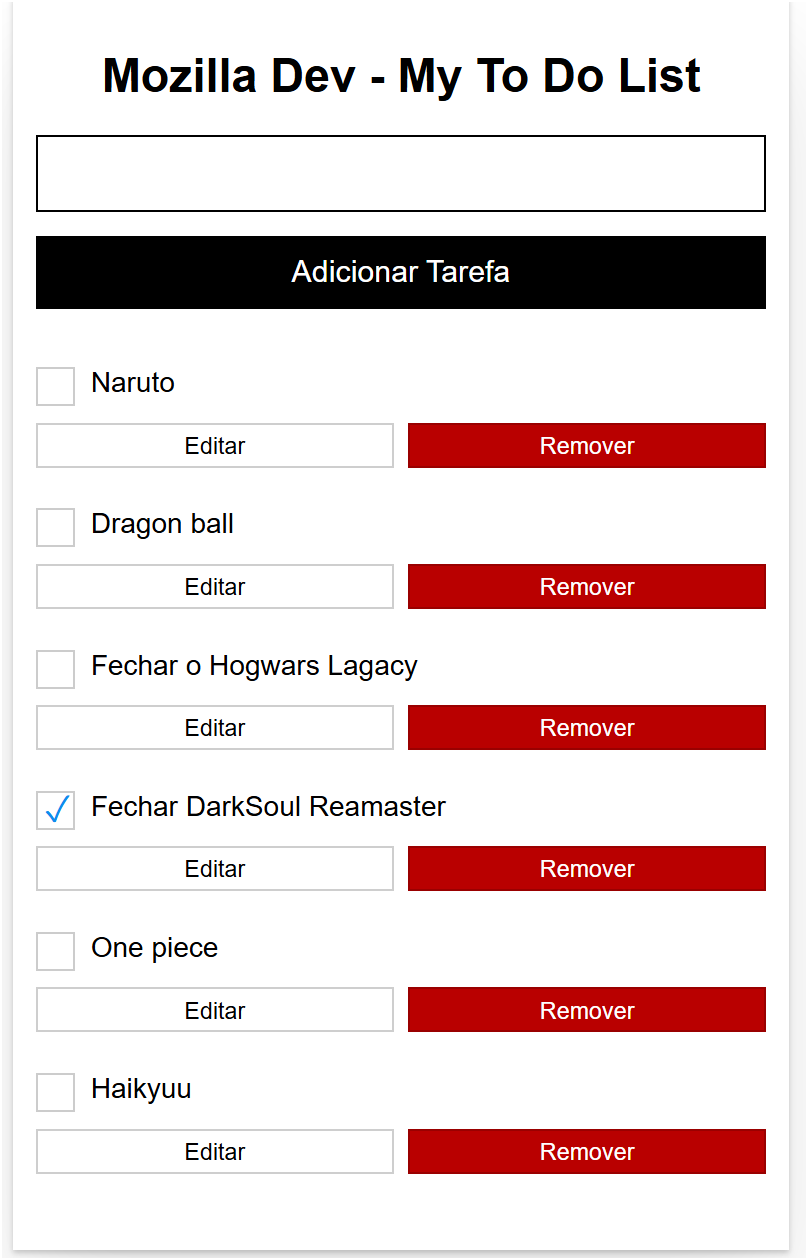 Mozilla Dev - My To Do List
Adicionar Tarefa
Naruto
Editar Remover
Dragon ball
Editar Remover
Fechar o Hogwars Lagacy
Editar Remover
Fechar DarkSoul Reamaster
Editar Remover
One piece
Editar Remover
Haikyuu
Editar Remover